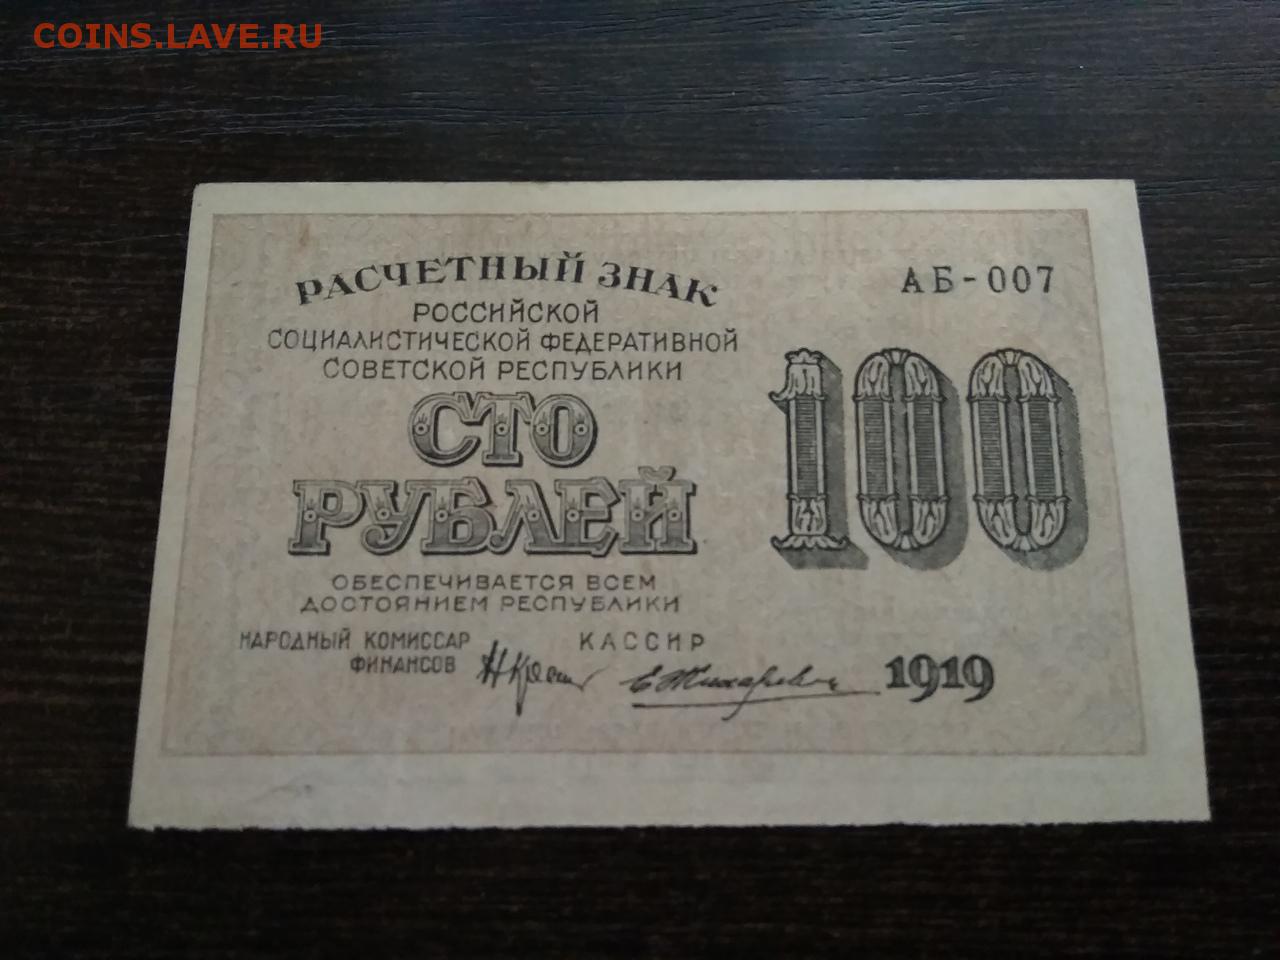 COINS.LAVE.RU
РАСЧЕТНЫЙ ЗНАК
АБ-007
РОССИЙСКОЙ
СОЦИАЛИСТИЧЕСКОЙ ФЕДЕРАТИВНОЙ
СОВЕТСКОЙ РЕСПУБЛИКИ
СТО
РУБЛЕЙ
100
ОБЕСПЕЧИВАЕТСЯ ВСЕМ
ДОСТОЯНИЕМ РЕСПУБЛИКИ
НАРОДНЫЙ КОМИССАР
ФИНАНСОВ
КАССИР
1919